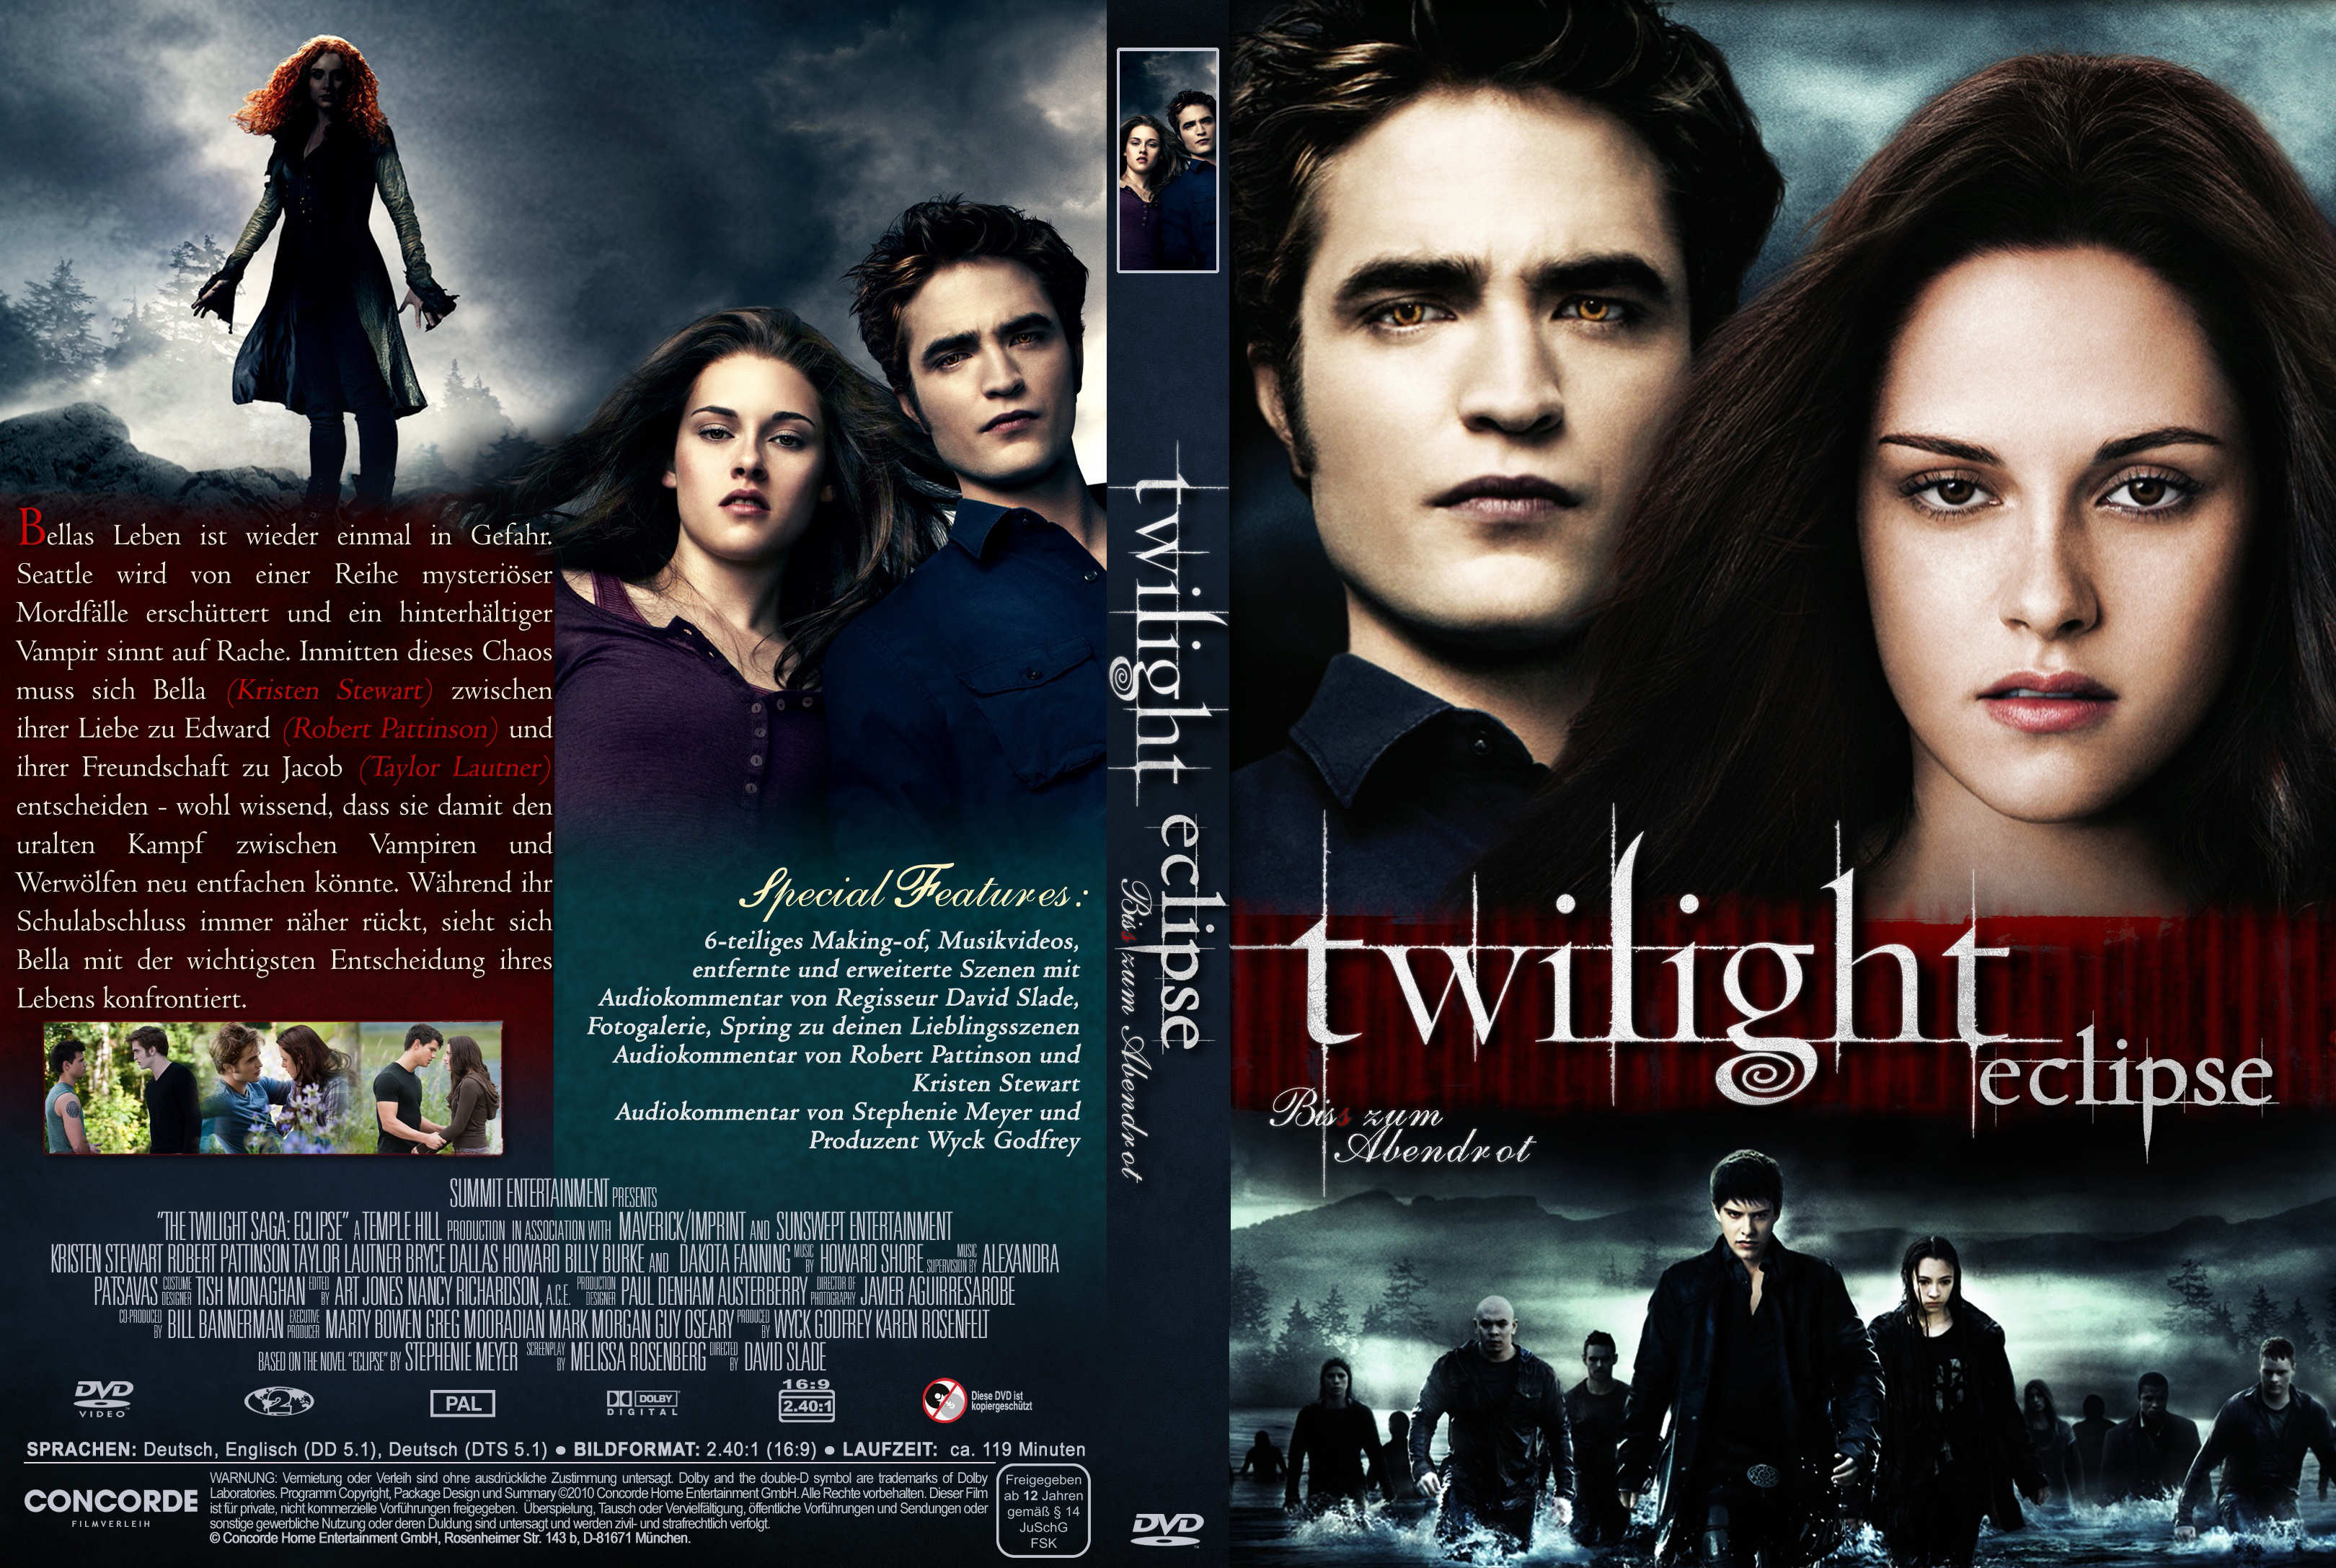 Bellas Leben ist wieder einmal in Gefahr.
Seattle wird von einer Reihe mysteriöser
Mordfälle erschüttert und ein hinterhältiger
Vampir sinnt auf Rache. Inmitten dieses Chaos
muss sich Bella (Kristen Stewart) zwischen
ihrer Liebe zu Edward (Robert Pattinson) und
ihrer Freundschaft zu Jacob (Taylor Lautner)
entscheiden - wohl wissend, dass sie damit den
uralten Kampf zwischen Vampiren und
Werwölfen neu entfachen könnte. Während ihr
Schulabschluss immer näher rückt, sieht sich
Bella mit der wichtigsten Entscheidung ihres
Lebens konfrontiert.
Special Features:
6-teiliges Making-of, Musikvideos,
entfernte und erweiterte Szenen mit
Audiokommentar von Regisseur David Slade,
Fotogalerie, Spring zu deinen Lieblingsszenen
Audiokommentar von Robert Pattinson und
Kristen Stewart
Audiokommentar von Stephenie Meyer und
Produzent Wyck Godfrey
SUMMIT ENTERTAINMENT PRESENTS
"THE TWILIGHT SAGA: ECLIPSE" A TEMPLE HILL PRODUCTION IN ASSOCIATION WITH MAVERICK/IMPRINT AND SUNSWEPT ENTERTAINMENT
KRISTEN STEWART ROBERT PATTINSON TAYLOR LAUTNER BRYCE DALLAS HOWARD BILLY BURKE AND DAKOTA FANNING MUSIC BY HOWARD SHORE MUSIC SUPERVISION BY ALEXANDRA
PATSAVAS COSTUME DESIGNER TISH MONAGHAN EDITED BY ART JONES NANCY RICHARDSON, A.C.E. PRODUCTION DESIGNER PAUL DENHAM AUSTERBERRY DIRECTOR OF PHOTOGRAPHY JAVIER AGUIRRESAROBE
CO-PRODUCED BY BILL BANNERMAN EXECUTIVE PRODUCER MARTY BOWEN GREG MOORADIAN MARK MORGAN GUY OSEARY PRODUCED BY WYCK GODFREY KAREN ROSENFELT
BASED ON THE NOVEL "ECLIPSE" BY STEPHENIE MEYER SCREENPLAY BY MELISSA ROSENBERG DIRECTED BY DAVID SLADE
DVD VIDEO
2
PAL
DOLBY DIGITAL
16:9
2.40:1
Diese DVD ist
kopiergeschützt
SPRACHEN: Deutsch, Englisch (DD 5.1), Deutsch (DTS 5.1) ● BILDFORMAT: 2.40:1 (16:9) ● LAUFZEIT: ca. 119 Minuten
CONCORDE
FILMVERLEIH
WARNUNG: Vermietung oder Verleih sind ohne ausdrückliche Zustimmung untersagt. Dolby and the double-D symbol are trademarks of Dolby
Laboratories. Programm Copyright, Package Design und Summary ©2010 Concorde Home Entertainment GmbH. Alle Rechte vorbehalten. Dieser Film
ist für private, nicht kommerzielle Vorführungen freigegeben. Überspielung, Tausch oder Vervielfältigung, öffentliche Vorführungen und Sendungen oder
sonstige gewerbliche Nutzung oder deren Duldung sind untersagt und werden zivil- und strafrechtlich verfolgt.
© Concorde Home Entertainment GmbH, Rosenheimer Str. 143 b, D-81671 München.
Freigegeben
ab 12 Jahren
gemäß § 14
JuSchG
FSK
twilight eclipse
Biss zum Abendrot
DVD
twilight
eclipse
Biss zum
Abendrot